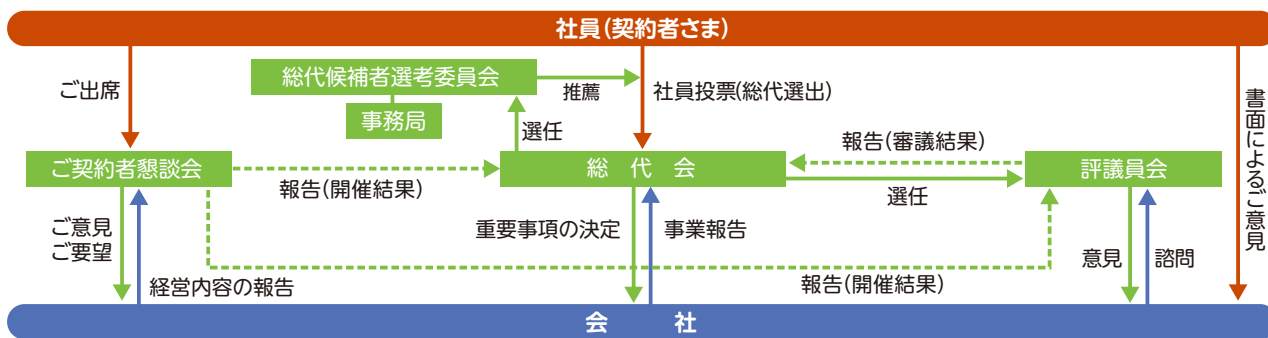 社員(契約者さま)
総代候補者選考委員会
事務局
ご出席
推薦
社員投票(総代選出)
選任
書面によるご意見
ご契約者懇談会
報告(開催結果)
総代会
報告(審議結果)
選任
評議員会
ご意見
ご要望
経営内容の報告
重要事項の決定
事業報告
報告(開催結果)
意見
諮問
会社